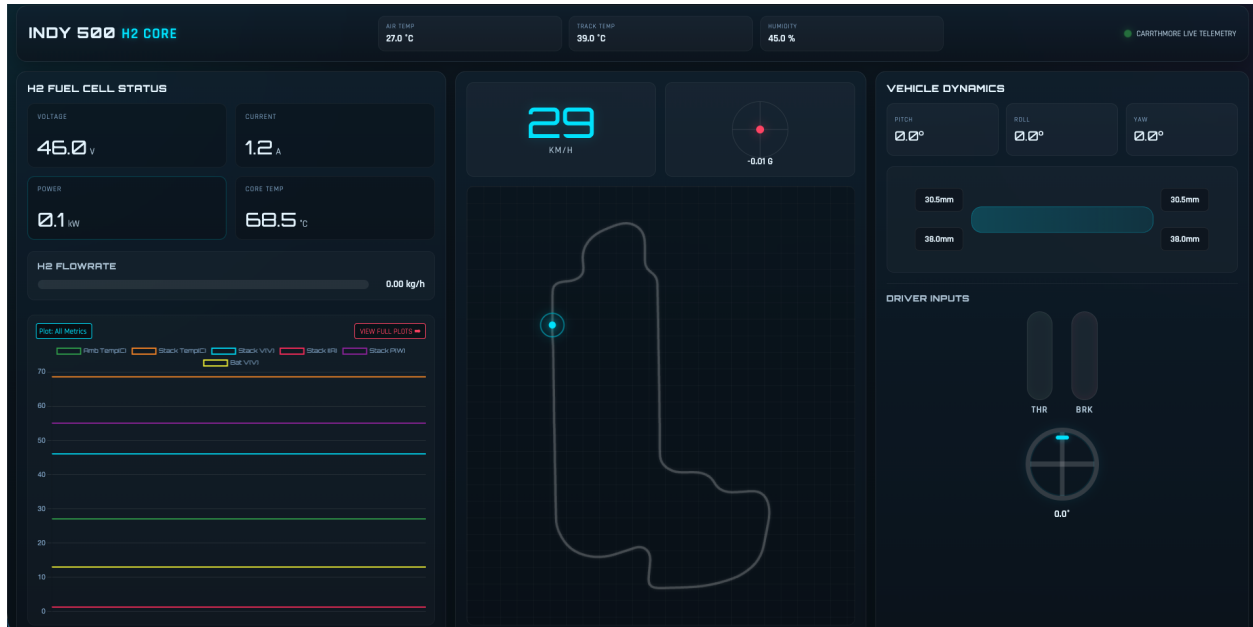 INDY 500 H2 CORE
AIR TEMP
27.0 °C
TRACK TEMP
39.0 °C
HUMIDITY
45.0 %
CARRTHMORE LIVE TELEMETRY
H2 FUEL CELL STATUS
VOLTAGE
46.0 V
CURRENT
1.2 A
POWER
0.1 kW
CORE TEMP
68.5 °C
H2 FLOWRATE
0.00 kg/h
Plot: All Metrics
VIEW FULL PLOTS ➡
Amb Temp(C)
Stack Temp(C)
Stack V(V)
Stack I(A)
Stack P(W)
Bat V(V)
70
60
50
40
30
20
10
0
29
KM/H
-0.01 G
VEHICLE DYNAMICS
PITCH
0.0°
ROLL
0.0°
YAW
0.0°
30.5mm
30.5mm
38.0mm
38.0mm
DRIVER INPUTS
THR
BRK
0.0°